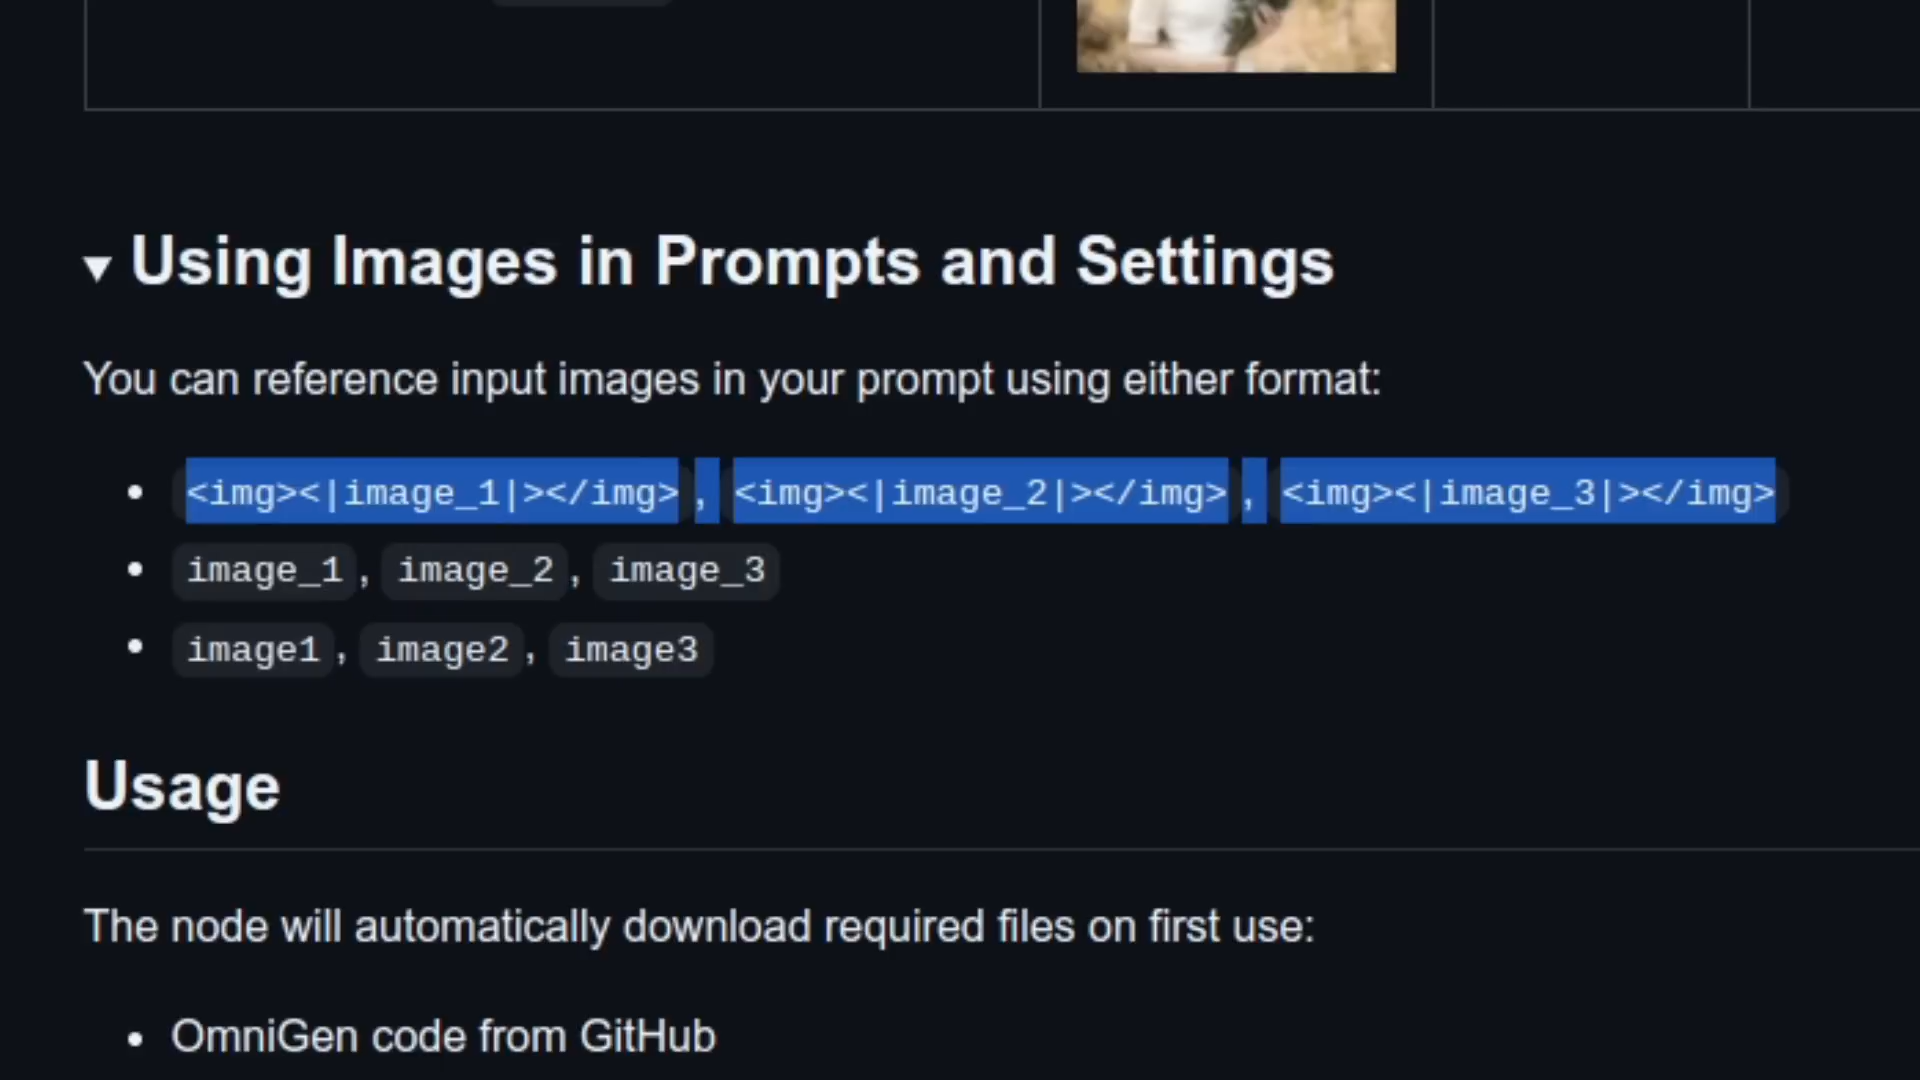 Using Images in Prompts and Settings
You can reference input images in your prompt using either format:
<img><|image_1|></img>, <img><|image_2|></img>, <img><|image_3|></img>
image_1, image_2, image_3
image1, image2, image3
Usage
The node will automatically download required files on first use:
OmniGen code from GitHub